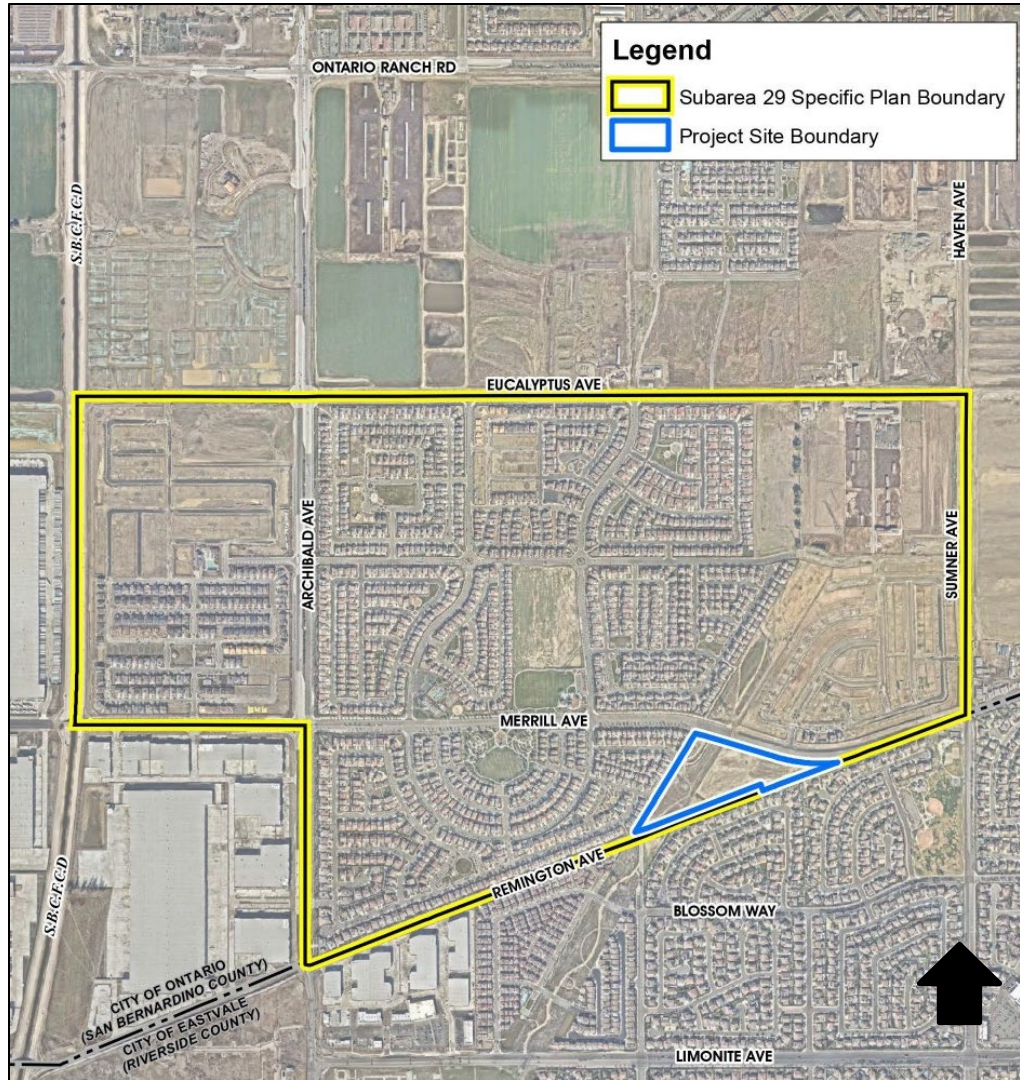 ONTARIO RANCH RD
Legend
Subarea 29 Specific Plan Boundary
Project Site Boundary
S.B.C.F.C.D
HAVEN AVE
EUCALYPTUS AVE
ARCHIBALD AVE
SUMNER AVE
MERRILL AVE
REMINGTON AVE
S.B.C.F.C.D
BLOSSOM WAY
CITY OF ONTARIO
(SAN BERNARDINO COUNTY)
CITY OF EASTVALE
(RIVERSIDE COUNTY)
LIMONITE AVE